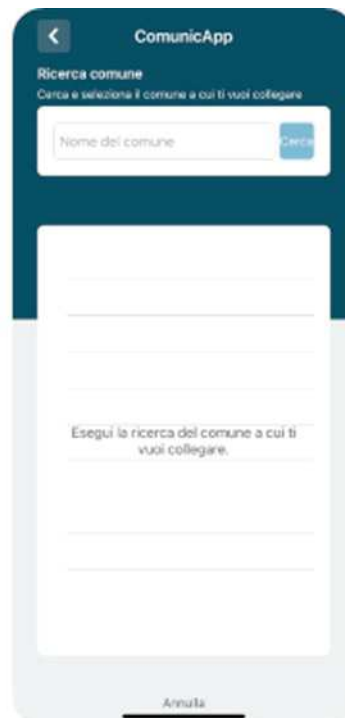 ComunicApp
Ricerca comune
Cerca e seleziona il comune a cui ti vuoi collegare
Nome del comune
Cerca
Esegui la ricerca del comune a cui ti
vuoi collegare.
Annulla